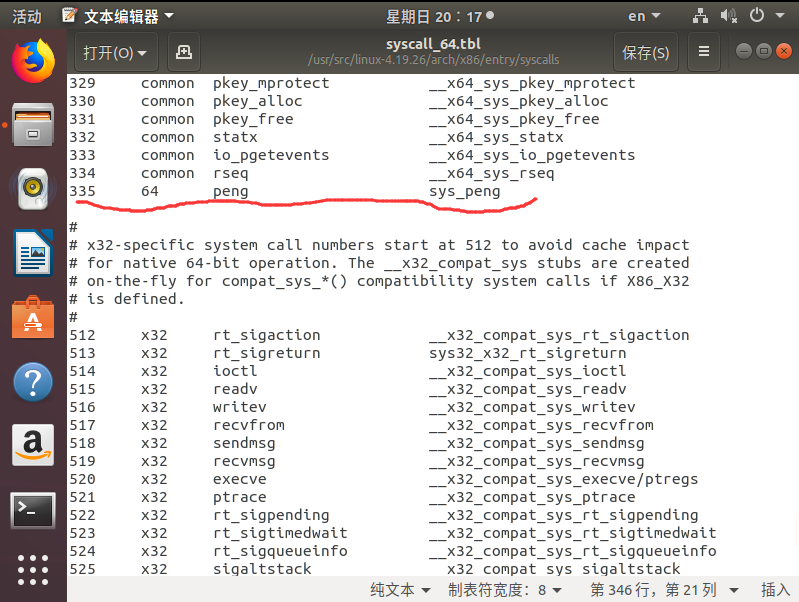 活动 文本编辑器 星期日 20：17 en
打开(O) syscall_64.tbl 保存(S)
/usr/src/linux-4.19.26/arch/x86/entry/syscalls
329 common pkey_mprotect __x64_sys_pkey_mprotect
330 common pkey_alloc __x64_sys_pkey_alloc
331 common pkey_free __x64_sys_pkey_free
332 common statx __x64_sys_statx
333 common io_pgetevents __x64_sys_io_pgetevents
334 common rseq __x64_sys_rseq
335 64 peng sys_peng
#
# x32-specific system call numbers start at 512 to avoid cache impact
# for native 64-bit operation. The __x32_compat_sys stubs are created
# on-the-fly for compat_sys_*() compatibility system calls if X86_X32
# is defined.
#
512 x32 rt_sigaction __x32_compat_sys_rt_sigaction
513 x32 rt_sigreturn sys32_x32_rt_sigreturn
514 x32 ioctl __x32_compat_sys_ioctl
515 x32 readv __x32_compat_sys_readv
516 x32 writev __x32_compat_sys_writev
517 x32 recvfrom __x32_compat_sys_recvfrom
518 x32 sendmsg __x32_compat_sys_sendmsg
519 x32 recvmsg __x32_compat_sys_recvmsg
520 x32 execve __x32_compat_sys_execve/ptregs
521 x32 ptrace __x32_compat_sys_ptrace
522 x32 rt_sigpending __x32_compat_sys_rt_sigpending
523 x32 rt_sigtimedwait __x32_compat_sys_rt_sigtimedwait
524 x32 rt_sigqueueinfo __x32_compat_sys_rt_sigqueueinfo
525 x32 sigaltstack __x32_compat_sys_sigaltstack
纯文本 制表符宽度：8 第 346 行，第 21 列 插入